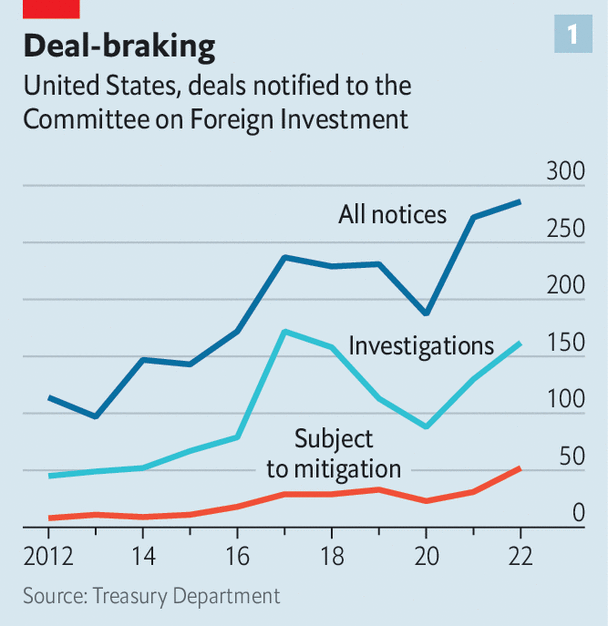 Deal-braking
1
United States, deals notified to the
Committee on Foreign Investment
300
All notices
250
200
Investigations
150
100
Subject
to mitigation
50
0
2012 14 16 18 20 22
Source: Treasury Department